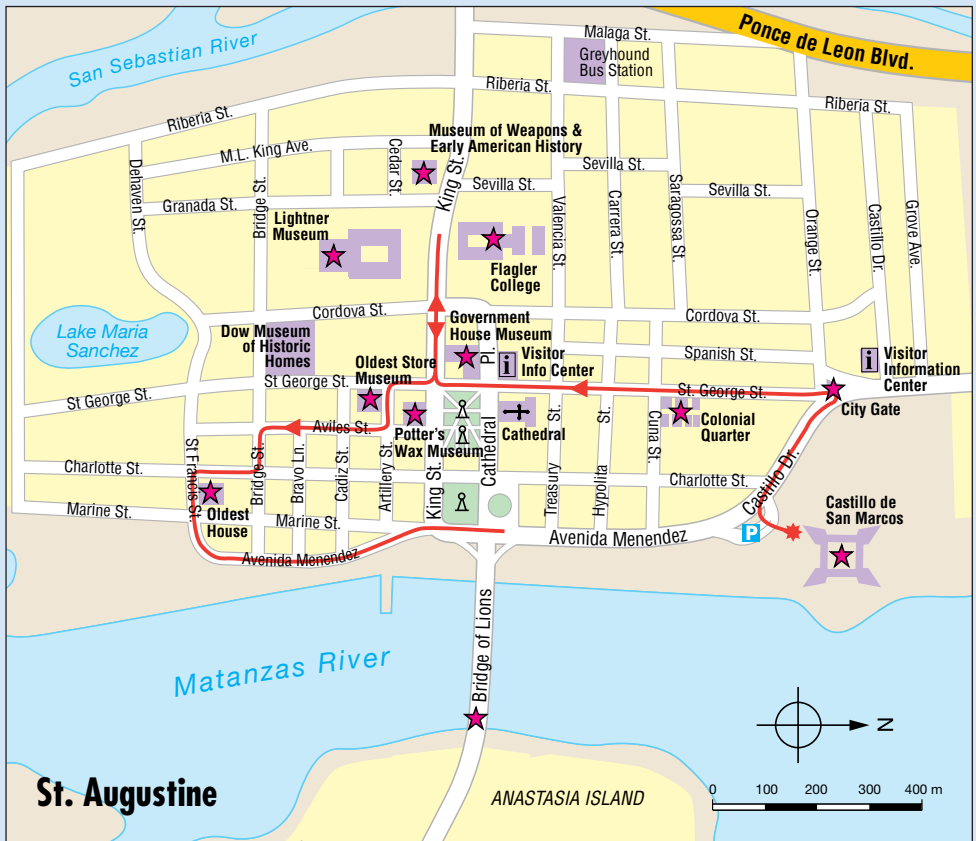 Malaga St.
Ponce de Leon Blvd.
San Sebastian River
Greyhound
Bus Station
Riberia St.
Riberia St.
Riberia St.
Museum of Weapons &
Early American History
M.L. King Ave.
Cedar St.
King St.
Dehaven St.
Bridge St.
Sevilla St.
Sevilla St.
Sevilla St.
Granada St.
Valencia St.
Carrera St.
Saragossa St.
Orange St.
Castillo Dr.
Grove Ave.
Lightner
Museum
Flagler
College
Cordova St.
Cordova St.
Government
House Museum
Lake Maria
Sanchez
Dow Museum
of Historic
Homes
Oldest Store
Museum
Pl.
i
Visitor
Info Center
Spanish St.
i
Visitor
Information
Center
St George St.
St George St.
St. George St.
City Gate
Aviles St.
Potter's
Wax Museum
Cathedral
Cathedral
St.
St.
Cuna St.
Colonial
Quarter
Charlotte St.
Charlotte St.
St Francis St.
Bridge St.
Bravo Ln.
Cadiz St.
Artillery St.
King St.
Treasury
Hypolita
Castillo Dr.
Marine St.
Marine St.
Oldest
House
Avenida Menendez
Avenida Menendez
P
Castillo de
San Marcos
Matanzas River
Bridge of Lions
N
St. Augustine
ANASTASIA ISLAND
0 100 200 300 400 m